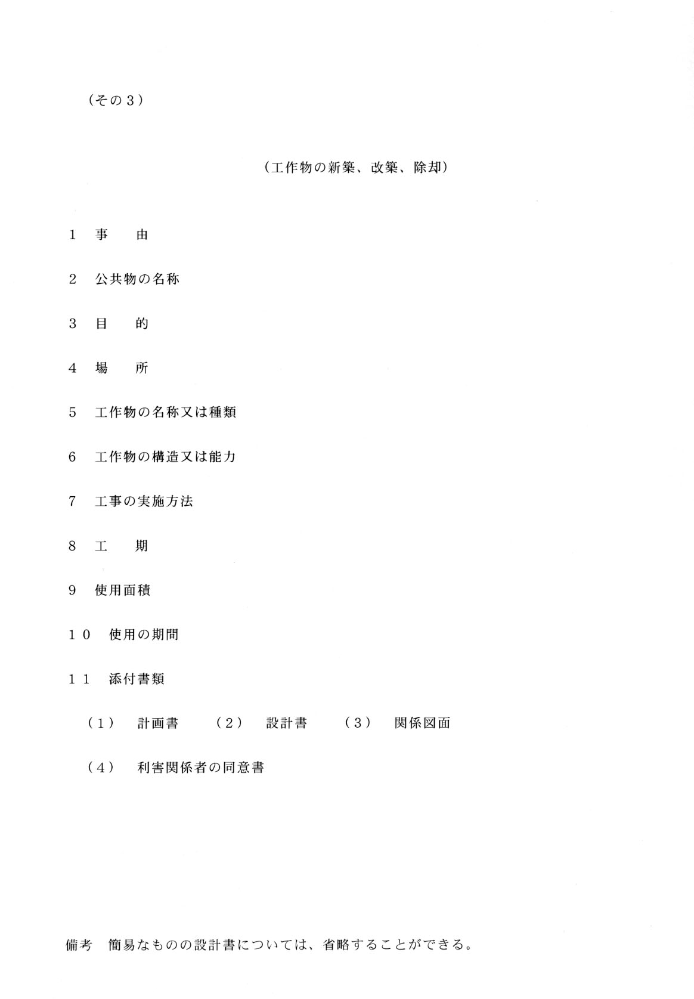 （その３）
（工作物の新築、改築、除却）
１　事　　由
２　公共物の名称
３　目　　的
４　場　　所
５　工作物の名称又は種類
６　工作物の構造又は能力
７　工事の実施方法
８　工　　期
９　使用面積
１０　使用の期間
１１　添付書類
（１）　計画書　　（２）　設計書　　（３）　関係図面
（４）　利害関係者の同意書
備考　簡易なものの設計書については、省略することができる。